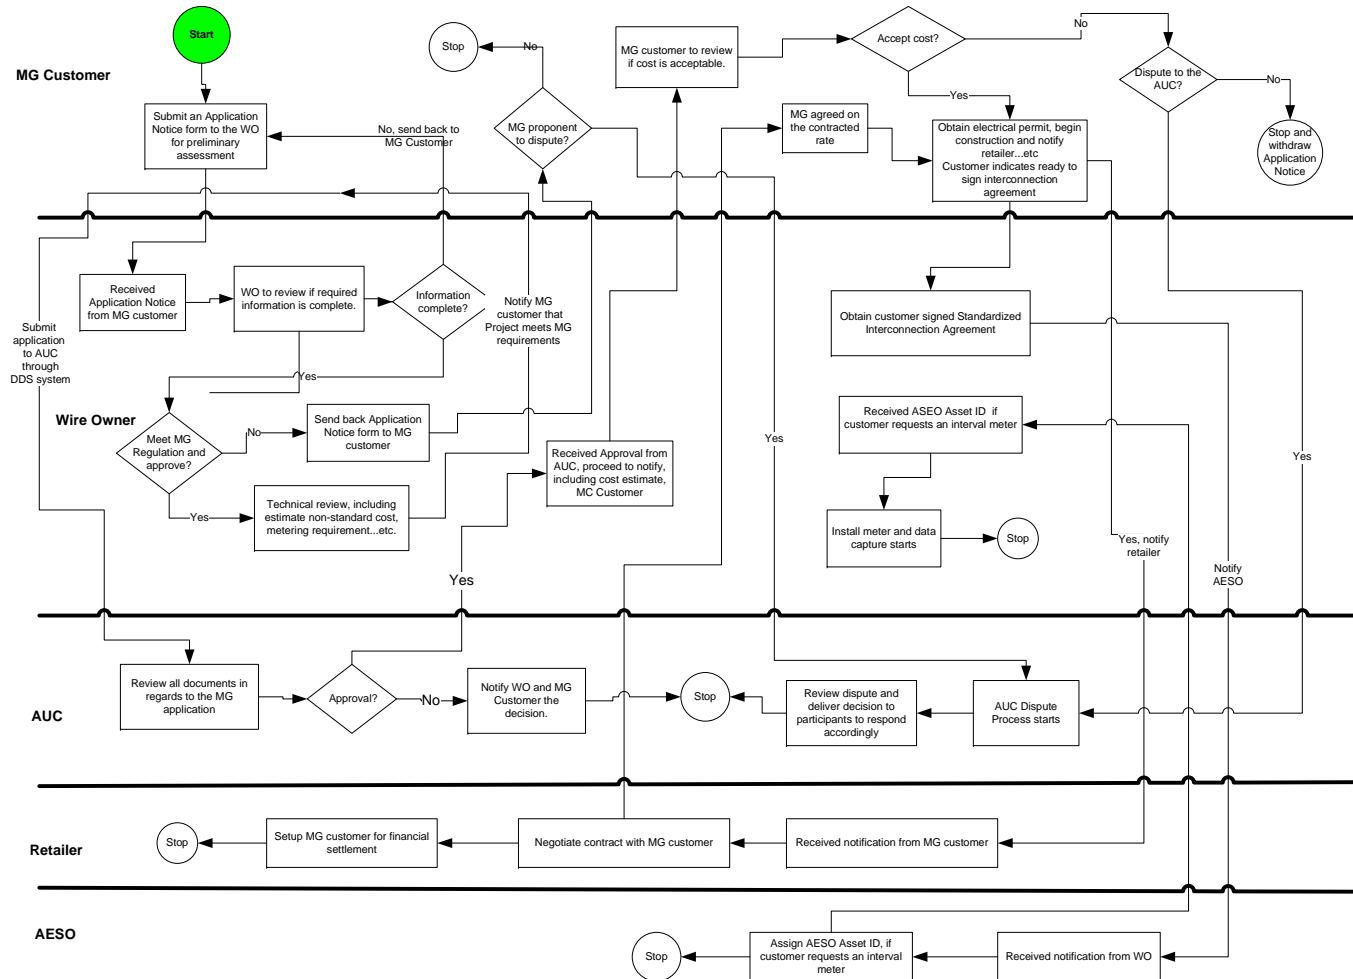 Start
Stop
No
MG customer to review
if cost is acceptable.
Accept cost?
No
MG Customer
Dispute to the
AUC?
No
Submit an Application
Notice form to the WO
for preliminary
assessment
No, send back to
MG Customer
MG proponent
to dispute?
MG agreed on
the contracted
rate
Yes
Obtain electrical permit, begin
construction and notify
retailer...etc
Customer indicates ready to
sign interconnection
agreement
Stop and
withdraw
Application
Notice
Received
Application Notice
from MG customer
WO to review if required
information is complete.
Information
complete?
Notify MG
customer that
Project meets MG
requirements
Obtain customer signed Standardized
Interconnection Agreement
Submit
application
to AUC
through
DDS system
Yes
Wire Owner
Meet MG
Regulation and
approve?
No
Send back Application
Notice form to MG
customer
Received ASEO Asset ID  if
customer requests an interval
meter
Yes
Received Approval from
AUC, proceed to notify,
including cost estimate,
MC Customer
Yes
Yes
Technical review, including
estimate non-standard cost,
metering requirement...etc.
Install meter and data
capture starts
Stop
Yes, notify
retailer
Notify
AESO
Yes
Review all documents in
regards to the MG
application
Approval?
No
Notify WO and MG
Customer the
decision.
Stop
Review dispute and
deliver decision to
participants to respond
accordingly
AUC Dispute
Process starts
AUC
Retailer
Stop
Setup MG customer for financial
settlement
Negotiate contract with MG customer
Received notification from MG customer
AESO
Stop
Assign AESO Asset ID, if
customer requests an interval
meter
Received notification from WO